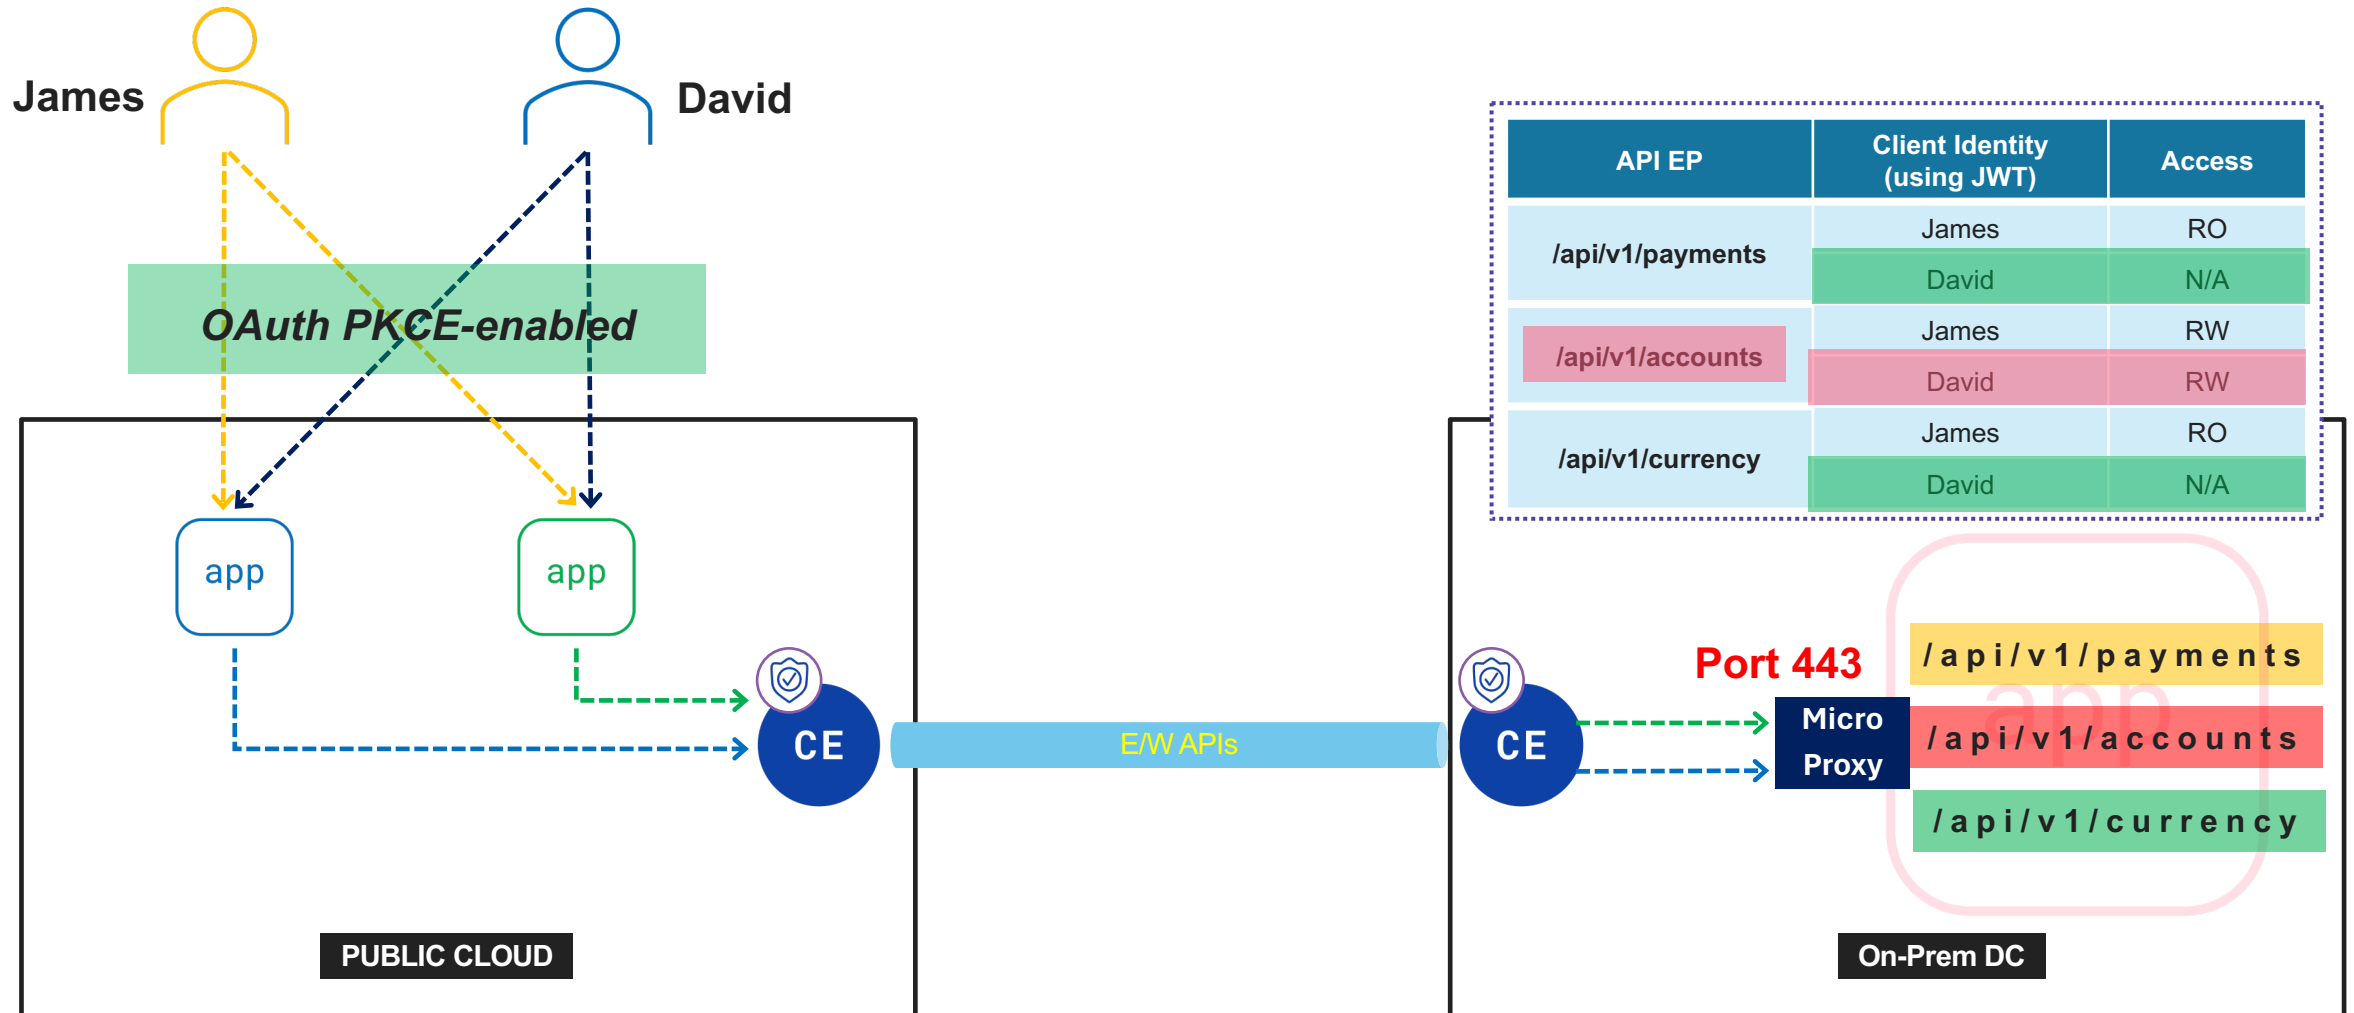 James
David
OAuth PKCE-enabled
app
app
CE
PUBLIC CLOUD
E/W APIs
API EP
Client Identity
(using JWT)
Access
/api/v1/payments
James
RO
David
N/A
/api/v1/accounts
James
RW
David
RW
/api/v1/currency
James
RO
David
N/A
CE
Port 443
Micro
Proxy
app
/api/v1/payments
/api/v1/accounts
/api/v1/currency
On-Prem DC